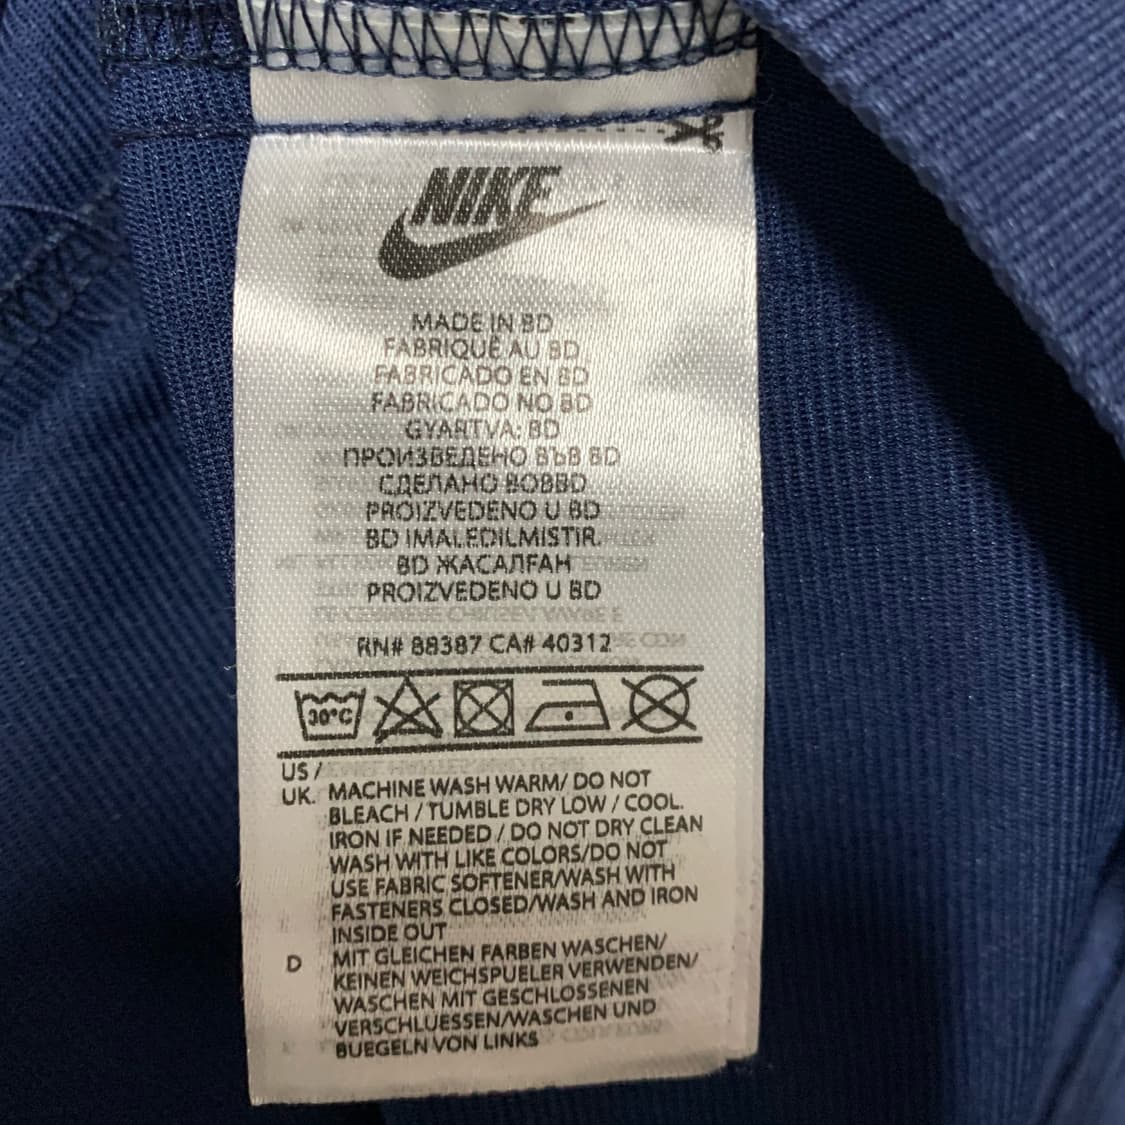 NIKE
MADE IN BD
FABRIQUÉ AU BD
FABRICADO EN BD
FABRICADO NO BD
GYARTVA: BD
ПРОИЗВЕДЕНО ВЪВ BD
СДЕЛАНО ВОBBD
PROIZVEDENO U BD
BD IMALEDILMISTIR.
BD ЖАСАЛҒАН
PROIZVEDENO U BD
RN# 88387 CA# 40312
30°C
US /
UK. MACHINE WASH WARM/ DO NOT
BLEACH / TUMBLE DRY LOW / COOL.
IRON IF NEEDED / DO NOT DRY CLEAN
WASH WITH LIKE COLORS/DO NOT
USE FABRIC SOFTENER/WASH WITH
FASTENERS CLOSED/WASH AND IRON
INSIDE OUT
D MIT GLEICHEN FARBEN WASCHEN/
KEINEN WEICHSPUELER VERWENDEN/
WASCHEN MIT GESCHLOSSENEN
VERSCHLUESSEN/WASCHEN UND
BUEGELN VON LINKS